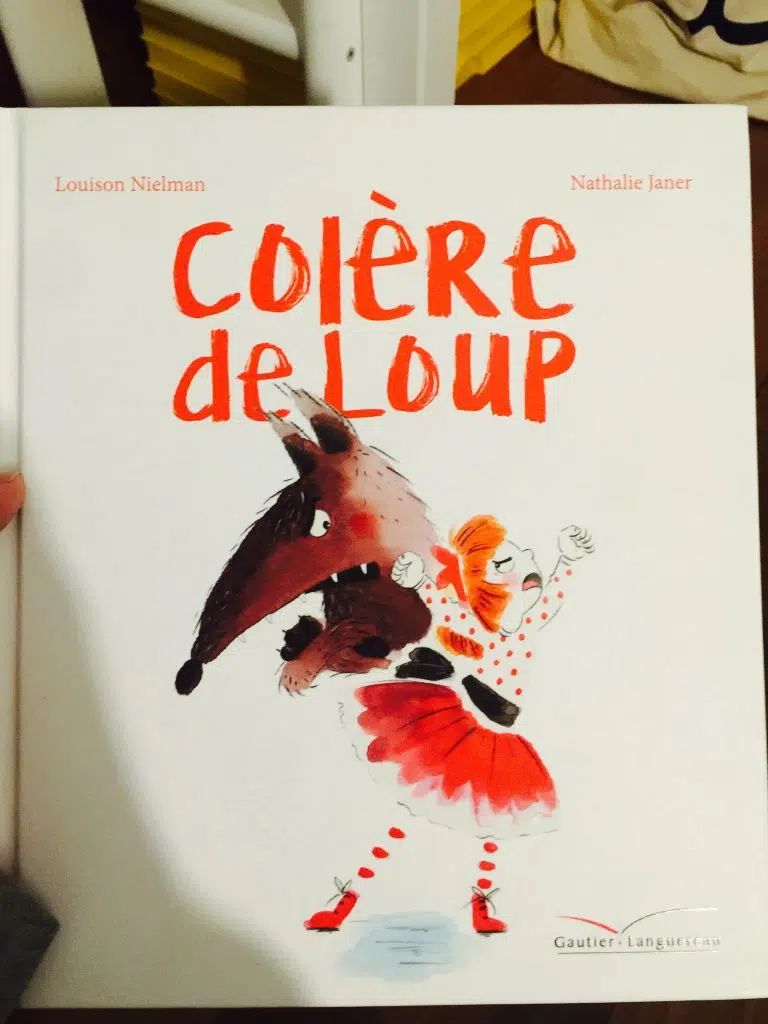 Louison Nielman
Nathalie Janer
Colère
de Loup
Gautier • Languereau